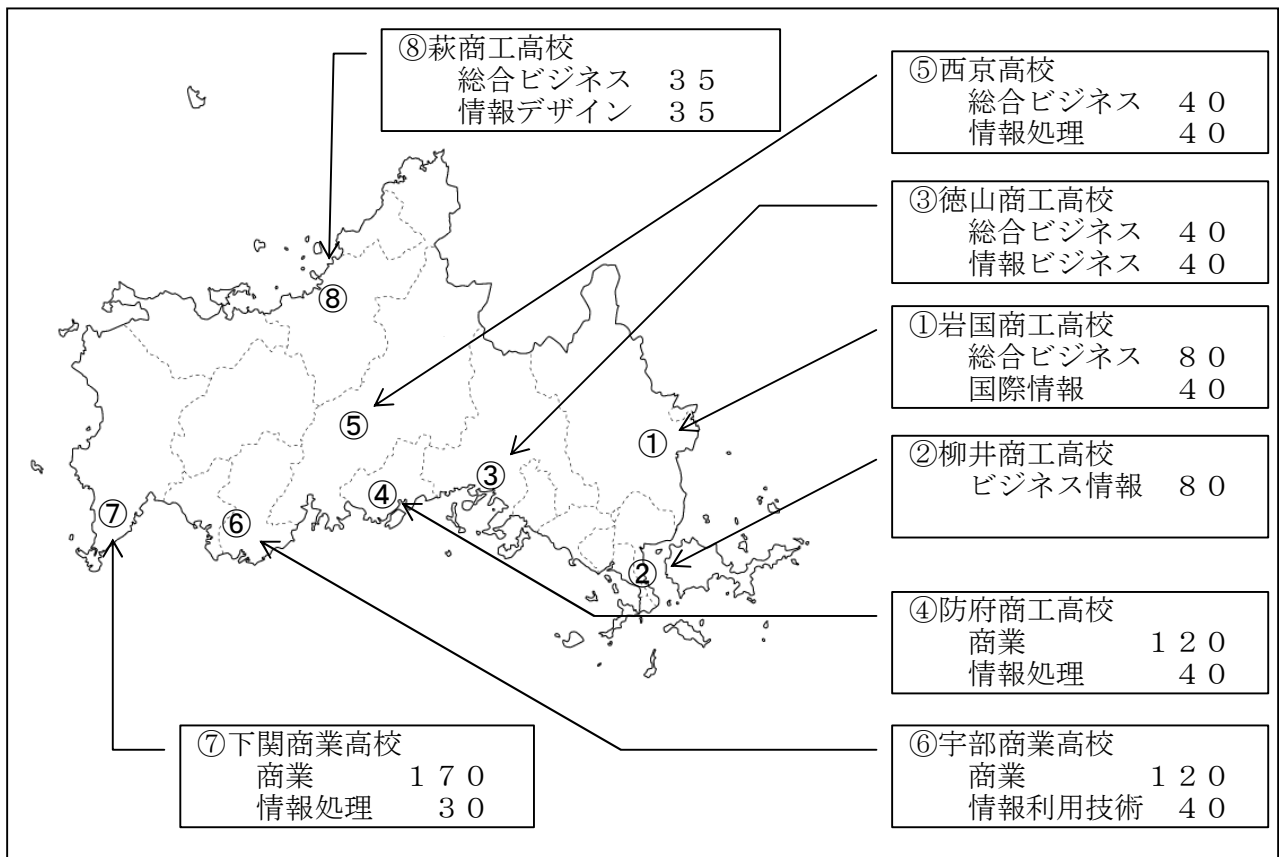 ⑧萩商工高校
総合ビジネス ３５
情報デザイン ３５
⑤西京高校
総合ビジネス ４０
情報処理 ４０
③徳山商工高校
総合ビジネス ４０
情報ビジネス ４０
①岩国商工高校
総合ビジネス ８０
国際情報 ４０
②柳井商工高校
ビジネス情報 ８０
④防府商工高校
商業 １２０
情報処理 ４０
⑥宇部商業高校
商業 １２０
情報利用技術 ４０
⑦下関商業高校
商業 １７０
情報処理 ３０
⑧
⑤
①
③
④
⑦
⑥
②